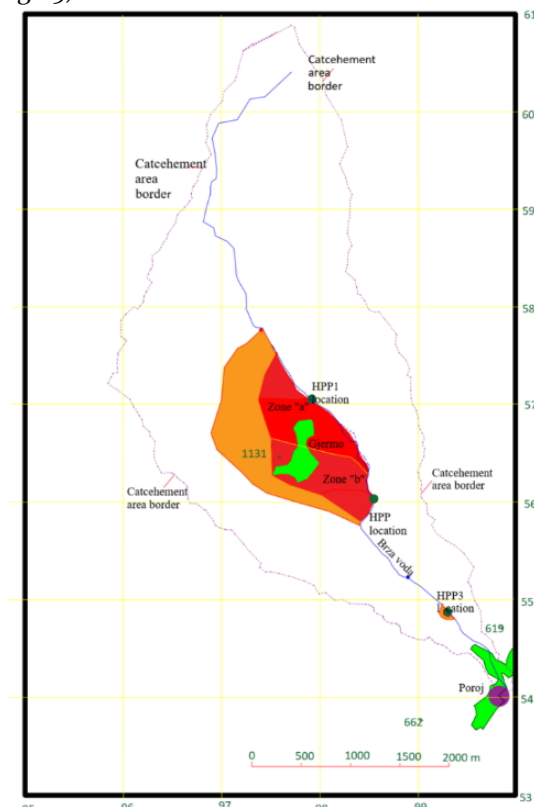 61
Catcehement
area
border
60
Catcehement
area
border
59
58
HPP1
location
57
Zone "a"
Gjermo
1131
Zone "b"
Catcehement
area border
Catcehement
area border
56
HPP
location
Brza voda
55
HPP3
location
619
Poroj
54
662
0 500 1000 1500 2000 m
96 97 98 99 53